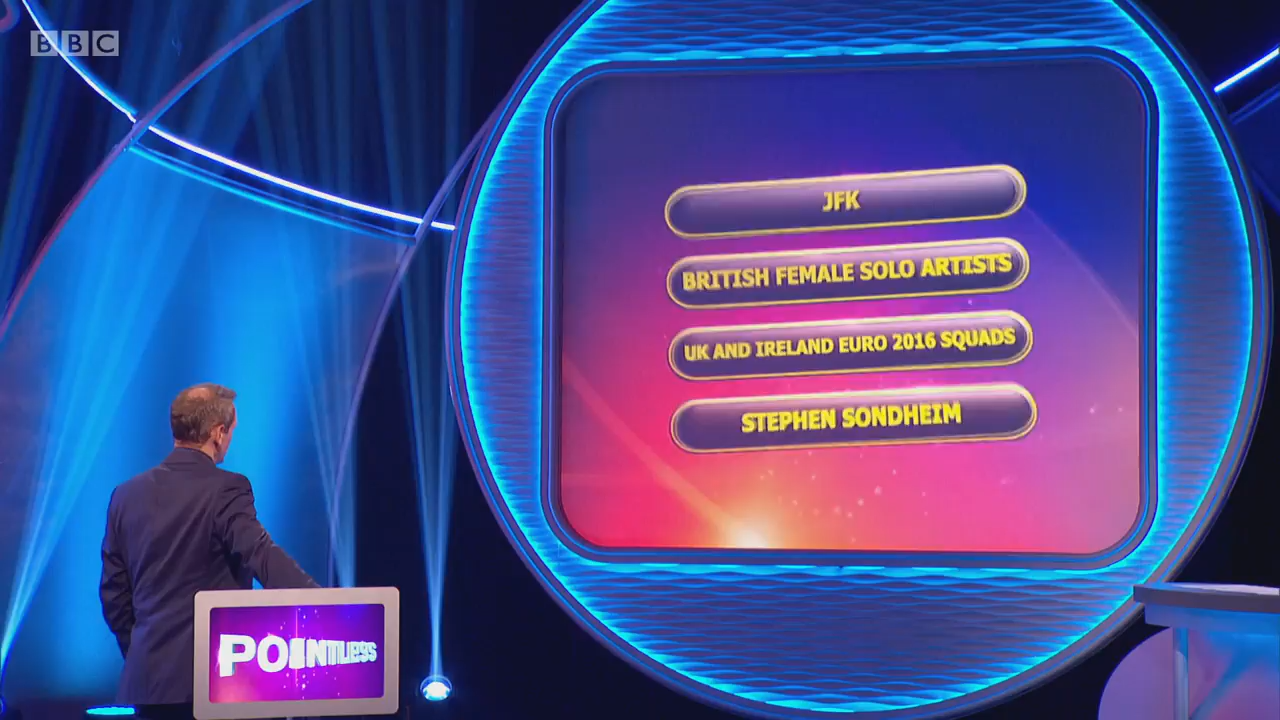 BBC
JFK
BRITISH FEMALE SOLO ARTISTS
UK AND IRELAND EURO 2016 SQUADS
STEPHEN SONDHEIM
POINTLESS